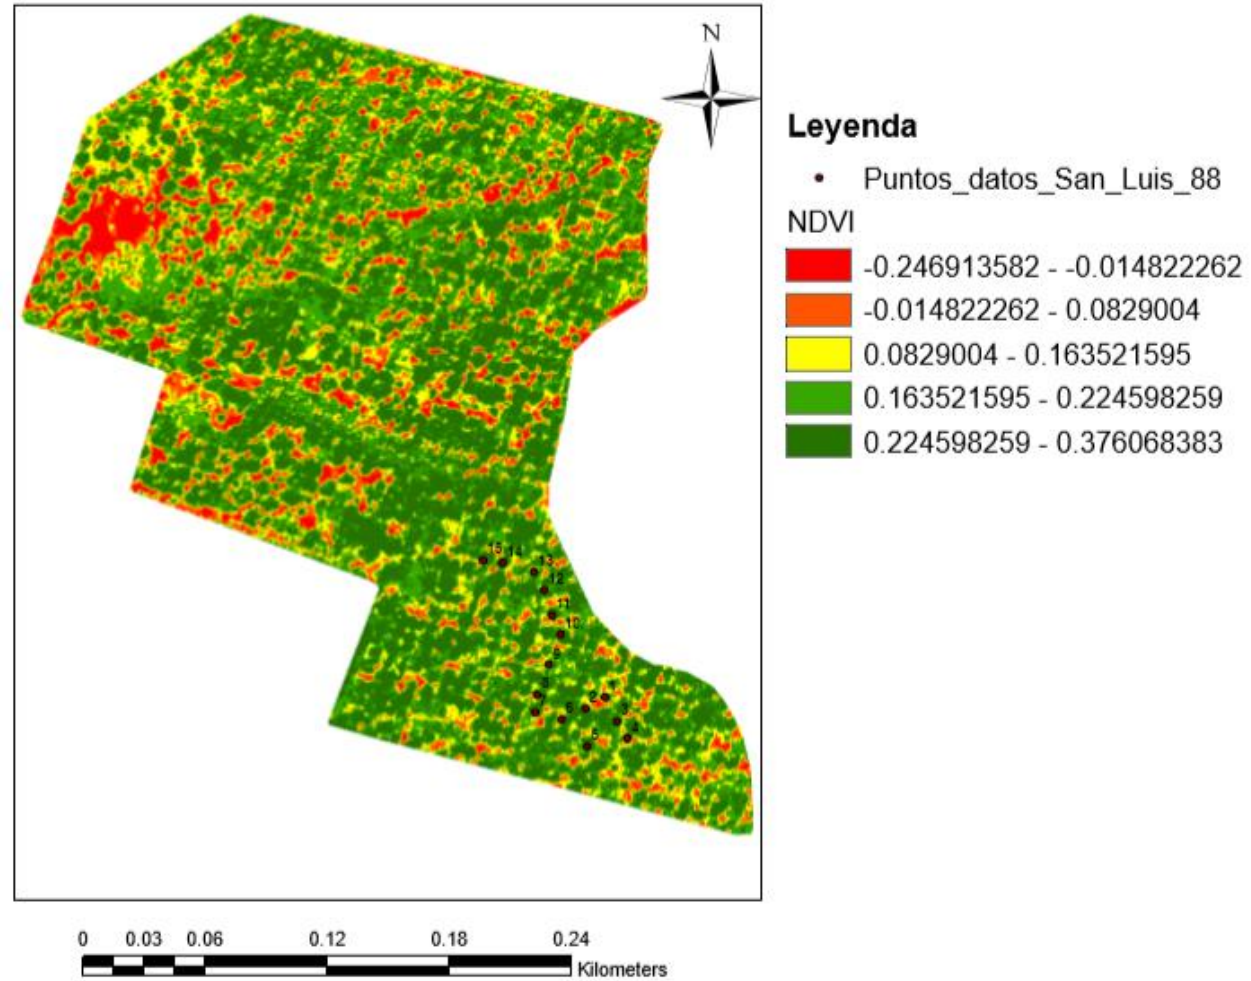 N
Leyenda
Puntos_datos_San_Luis_88
NDVI
-0.246913582 - -0.014822262
-0.014822262 - 0.0829004
0.0829004 - 0.163521595
0.163521595 - 0.224598259
0.224598259 - 0.376068383
15 14 13
12
11
10
9
8 1
7 6 2 3
5 4
0 0.03 0.06 0.12 0.18 0.24
Kilometers